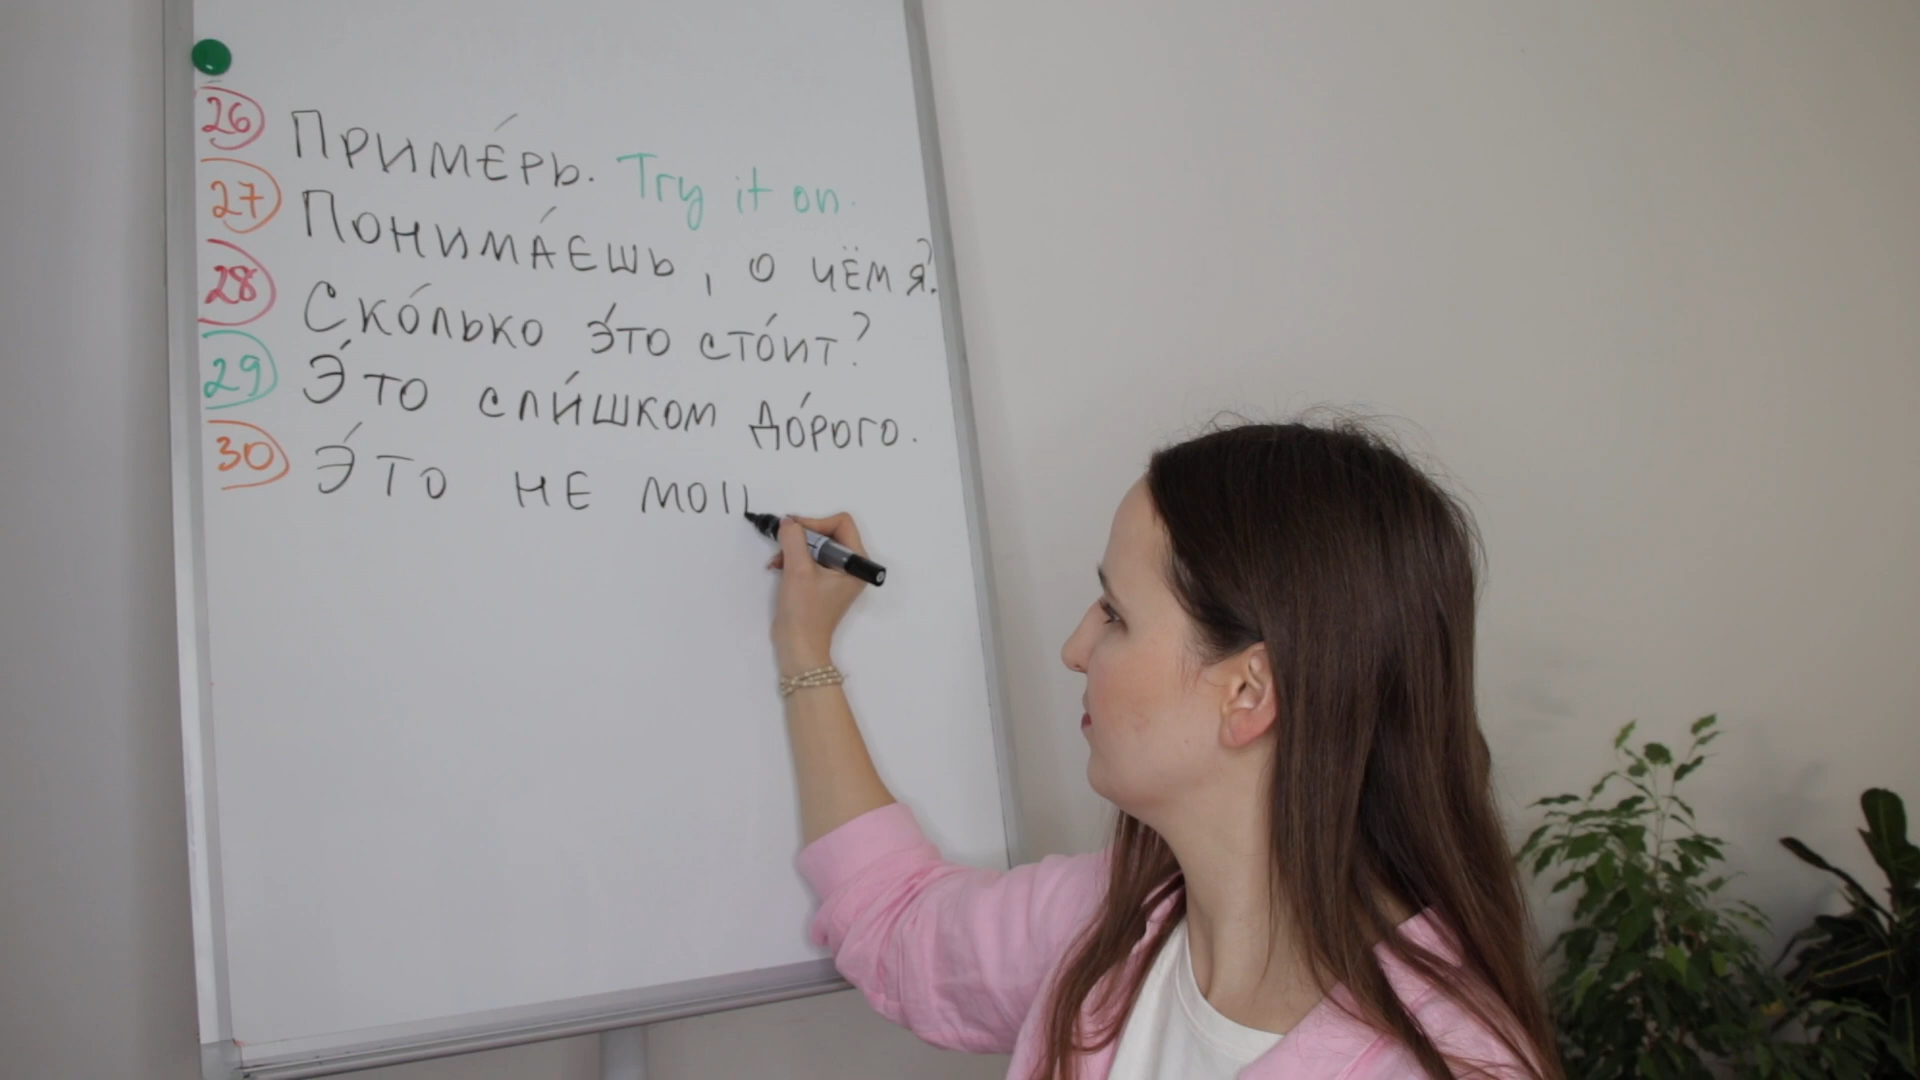 26 Приме́рь. Try it on.
27 Понима́ешь, о чём я?
28 Ско́лько э́то сто́ит?
29 Э́то сли́шком до́рого.
30 Э́то не мо